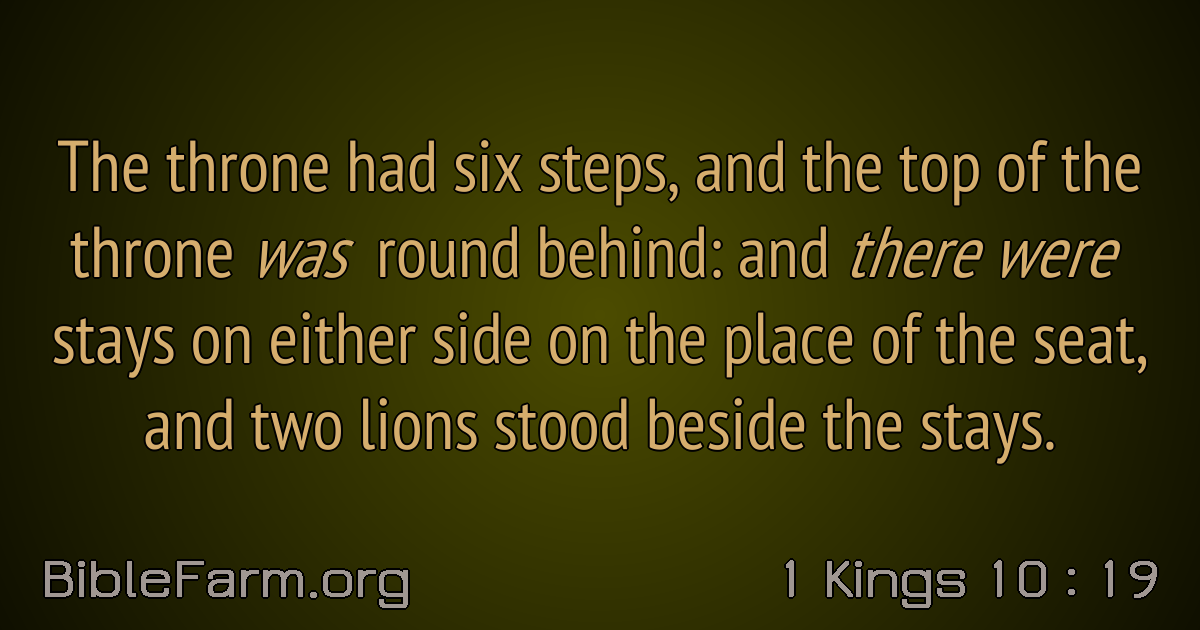 The throne had six steps, and the top of the
throne was round behind: and there were
stays on either side on the place of the seat,
and two lions stood beside the stays.
BibleFarm.org
1 Kings 10 : 19